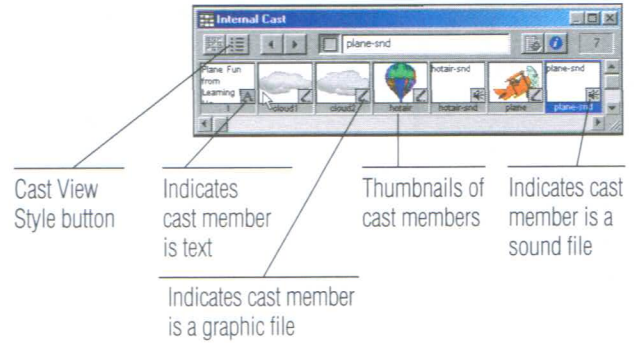 Internal Cast
plane-snd
7
Plane Fun
from
Learning
hotair-snd
plane-snd
1
cloud1
cloud2
hotair
hotair-snd
plane
plane-snd
Cast View
Style button
Indicates
cast member
is text
Thumbnails of
cast members
Indicates cast
member is a
sound file
Indicates cast member
is a graphic file